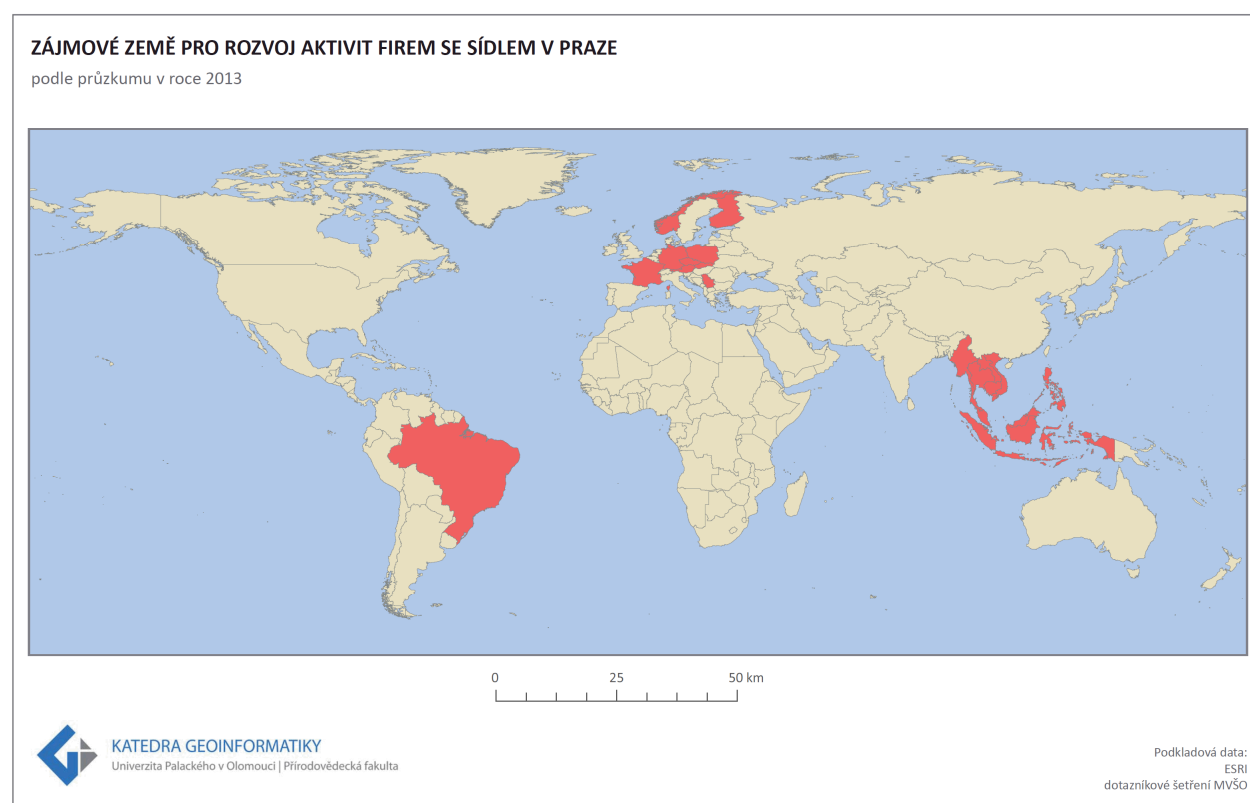 ZÁJMOVÉ ZEMĚ PRO ROZVOJ AKTIVIT FIREM SE SÍDLEM V PRAZE
podle průzkumu v roce 2013
0 25 50 km
KATEDRA GEOINFORMATIKY
Univerzita Palackého v Olomouci | Přírodovědecká fakulta
Podkladová data:
ESRI
dotazníkové šetření MVŠO